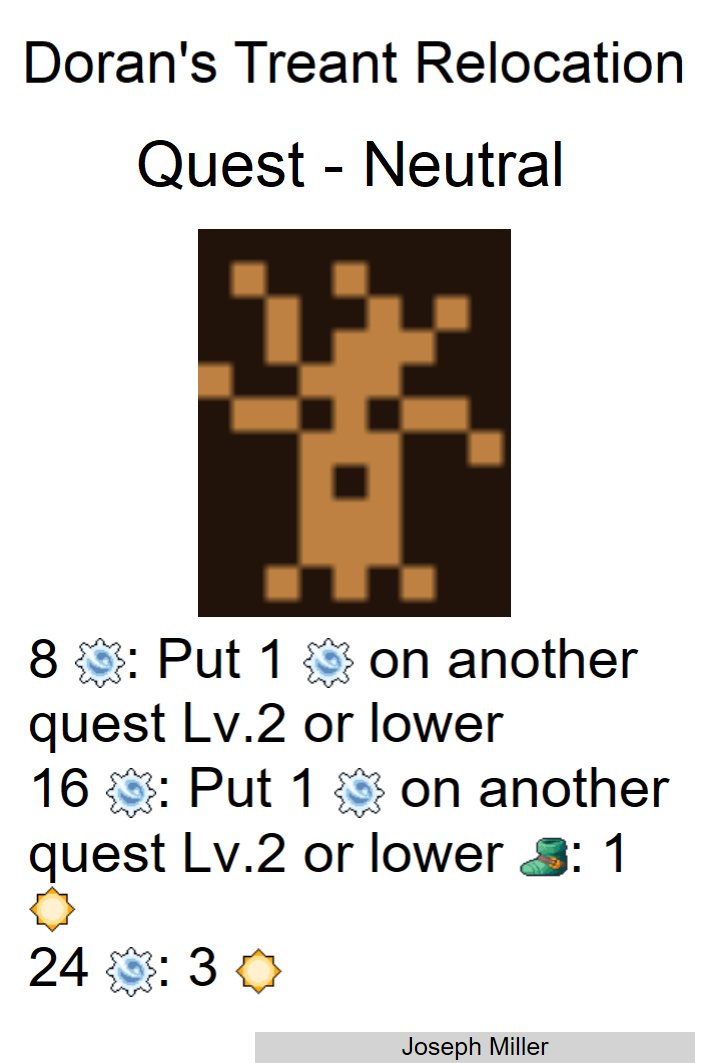 Doran's Treant Relocation
Quest - Neutral
8 : Put 1 on another
quest Lv.2 or lower
16 : Put 1 on another
quest Lv.2 or lower : 1
24 : 3
Joseph Miller